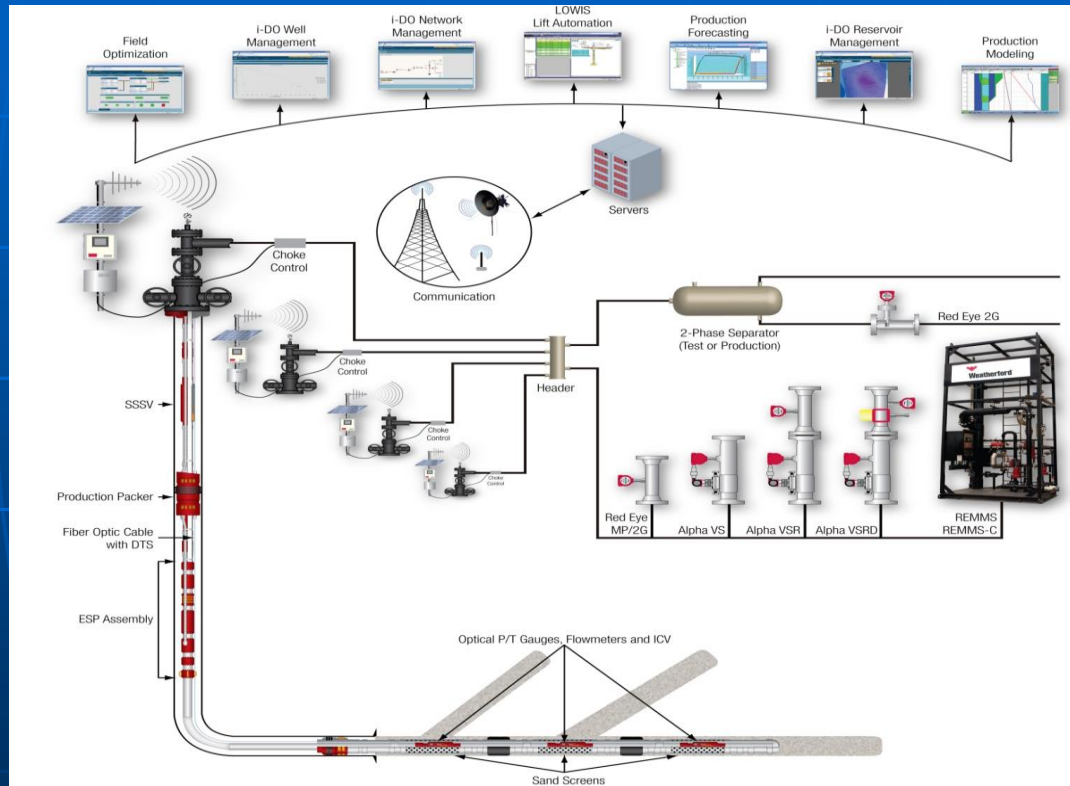 Field
Optimization
i-DO Well
Management
i-DO Network
Management
LOWIS
Lift Automation
Production
Forecasting
i-DO Reservoir
Management
Production
Modeling
Servers
Communication
Choke
Control
Choke
Control
Choke
Control
Choke
Control
Header
2-Phase Separator
(Test or Production)
Red Eye 2G
Weatherford
SSSV
Production Packer
Fiber Optic Cable
with DTS
ESP Assembly
Red Eye
MP/2G
Alpha VS
Alpha VSR
Alpha VSRD
REMMS
REMMS-C
Optical P/T Gauges, Flowmeters and ICV
Sand Screens